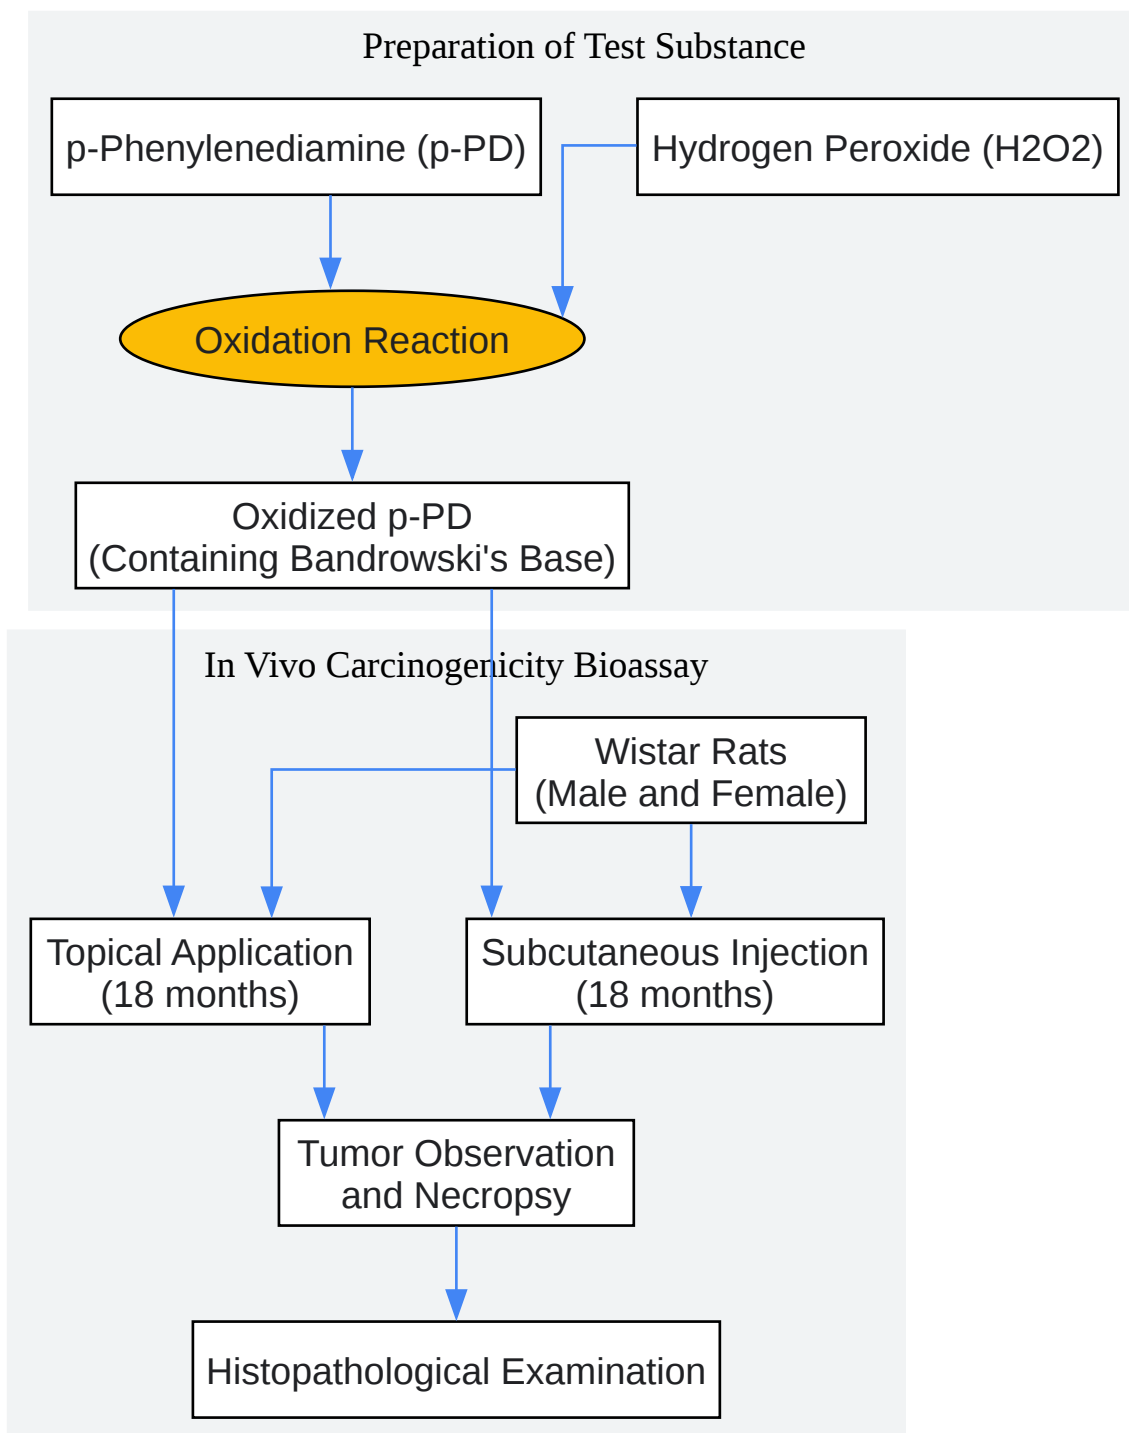 Preparation of Test Substance
p-Phenylenediamine (p-PD)
Hydrogen Peroxide (H2O2)
Oxidation Reaction
Oxidized p-PD
(Containing Bandrowski's Base)
In Vivo Carcinogenicity Bioassay
Wistar Rats
(Male and Female)
Topical Application
(18 months)
Subcutaneous Injection
(18 months)
Tumor Observation
and Necropsy
Histopathological Examination